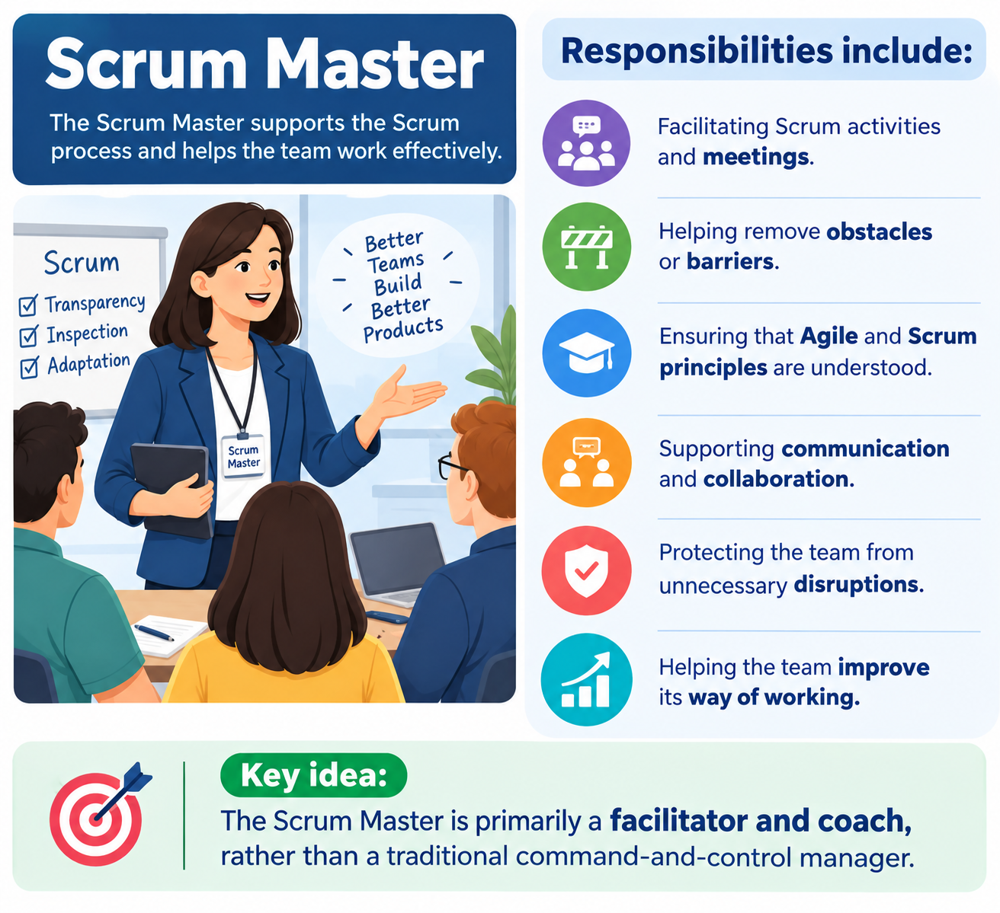 Scrum Master
The Scrum Master supports the Scrum
process and helps the team work effectively.
Scrum
Transparency
Inspection
Adaptation
Better
Teams
Build
Better
Products
Scrum
Master
Responsibilities include:
Facilitating Scrum activities
and meetings.
Helping remove obstacles
or barriers.
Ensuring that Agile and Scrum
principles are understood.
Supporting communication
and collaboration.
Protecting the team from
unnecessary disruptions.
Helping the team improve
its way of working.
Key idea:
The Scrum Master is primarily a facilitator and coach,
rather than a traditional command-and-control manager.